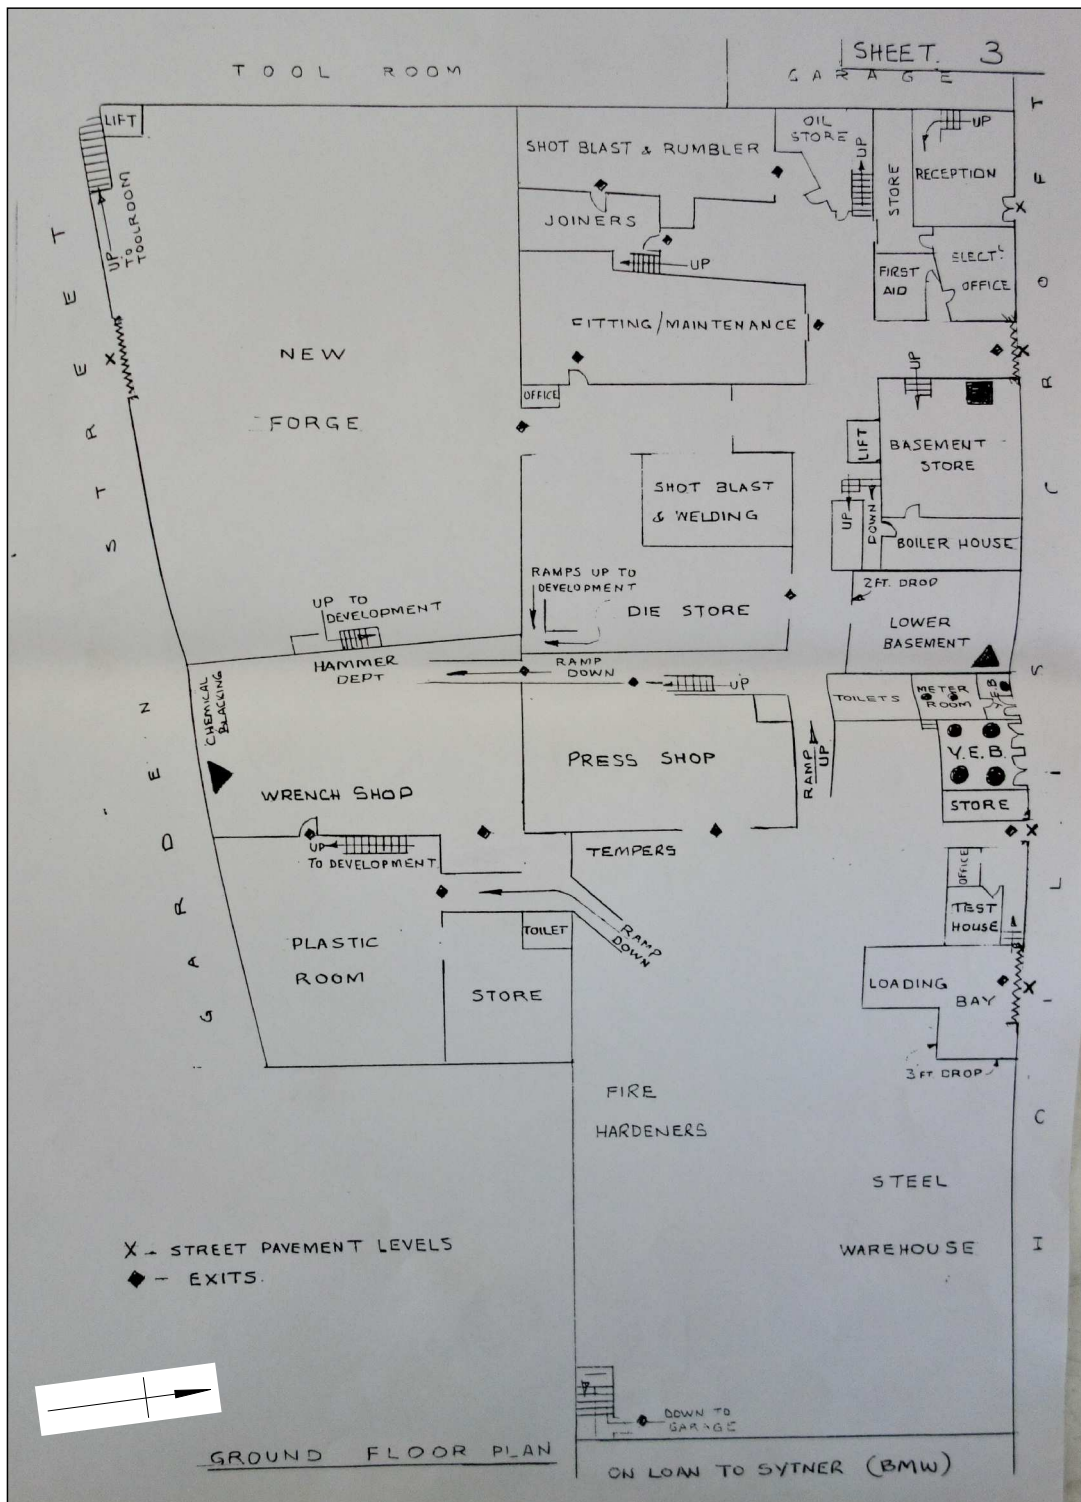 SHEET. 3
TOOL ROOM
GARAGE
LIFT
UP
TO
TOOLROOM
SHOT BLAST & RUMBLER
OIL
STORE
UP
STORE
UP
RECEPTION
JOINERS
UP
FIRST
AID
ELECTL
OFFICE
NEW
FORGE
FITTING/MAINTENANCE
OFFICE
UP
LIFT
BASEMENT
STORE
SHOT BLAST
& WELDING
UP
DOWN
BOILER HOUSE
RAMPS UP TO
DEVELOPMENT
DIE STORE
2FT. DROP
LOWER
BASEMENT
UP TO
DEVELOPMENT
HAMMER
DEPT
RAMP
DOWN
UP
CHEMICAL
BLACKING
TOILETS
METER
ROOM
Y.E.B
PRESS SHOP
RAMP
UP
Y.E.B.
WRENCH SHOP
STORE
UP
TO DEVELOPMENT
TEMPERS
OFFICE
TEST
HOUSE
RAMP
DOWN
TOILET
PLASTIC
ROOM
STORE
LOADING
BAY
3 FT DROP
FIRE
HARDENERS
STEEL
WAREHOUSE
X - STREET PAVEMENT LEVELS
◆ - EXITS.
DOWN TO
GARAGE
GROUND FLOOR PLAN
ON LOAN TO SYTNER (BMW)
GARDEN STREET
SILICROFT